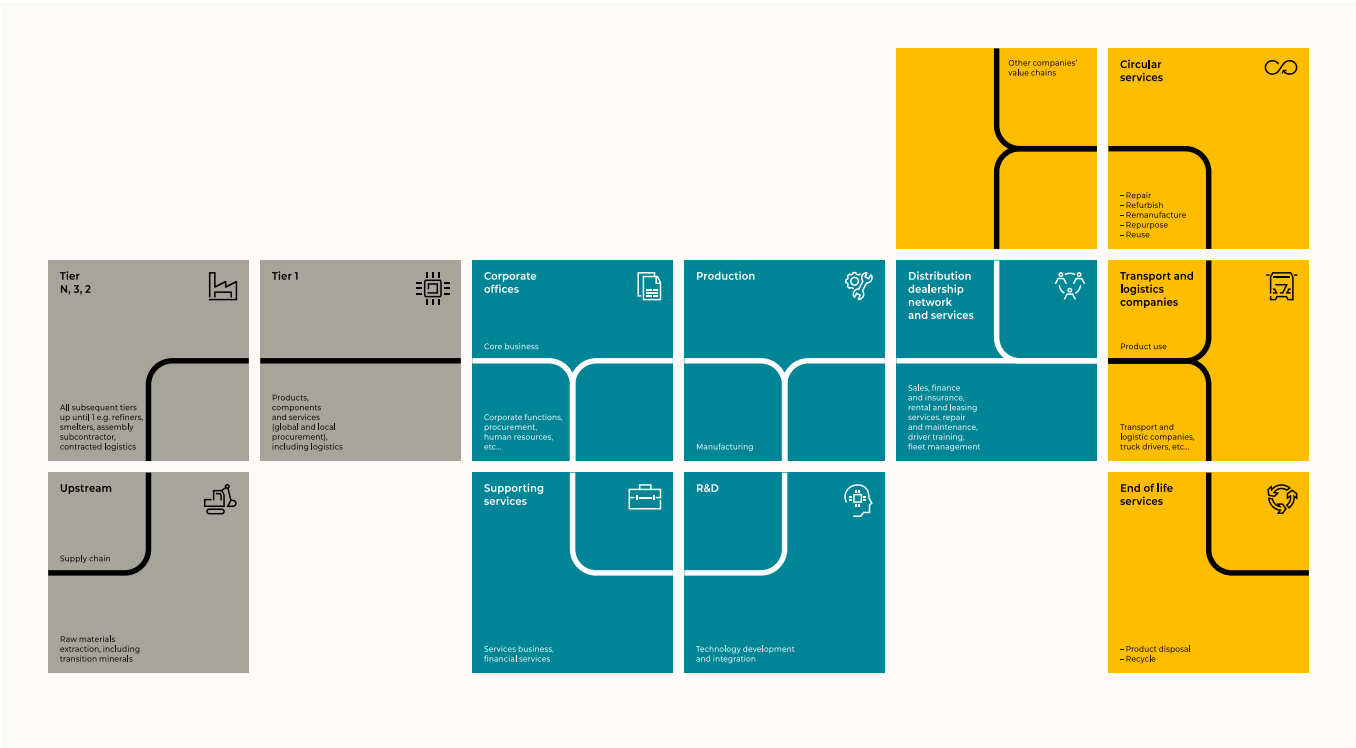 Other companies'
value chains
Circular
services
– Repair
– Refurbish
– Remanufacture
– Repurpose
– Reuse
Tier
N, 3, 2
All subsequent tiers
up until 1 e.g. refiners,
smelters, assembly
subcontractor,
contracted logistics
Tier 1
Products,
components
and services
(global and local
procurement),
including logistics
Corporate
offices
Core business
Corporate functions,
procurement,
human resources,
etc...
Production
Manufacturing
Distribution
dealership
network
and services
Sales, finance
and insurance,
rental and leasing
services, repair
and maintenance,
driver training,
fleet management
Transport and
logistics
companies
Product use
Transport and
logistic companies,
truck drivers, etc...
Upstream
Supply chain
Raw materials
extraction, including
transition minerals
Supporting
services
Services business,
financial services
R&D
Technology development
and integration
End of life
services
– Product disposal
– Recycle